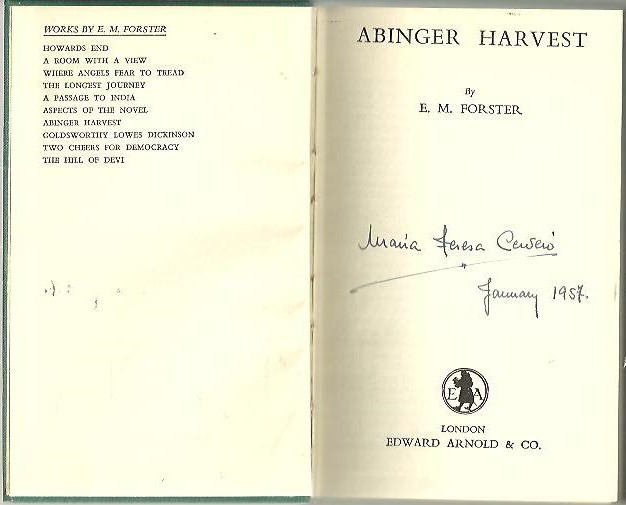 WORKS BY E. M. FORSTER
HOWARDS END
A ROOM WITH A VIEW
WHERE ANGELS FEAR TO TREAD
THE LONGEST JOURNEY
A PASSAGE TO INDIA
ASPECTS OF THE NOVEL
ABINGER HARVEST
GOLDSWORTHY LOWES DICKINSON
TWO CHEERS FOR DEMOCRACY
THE HILL OF DEVI
ABINGER HARVEST
By
E. M. FORSTER
Maria Teresa
January 1957.
E A
LONDON
EDWARD ARNOLD & CO.